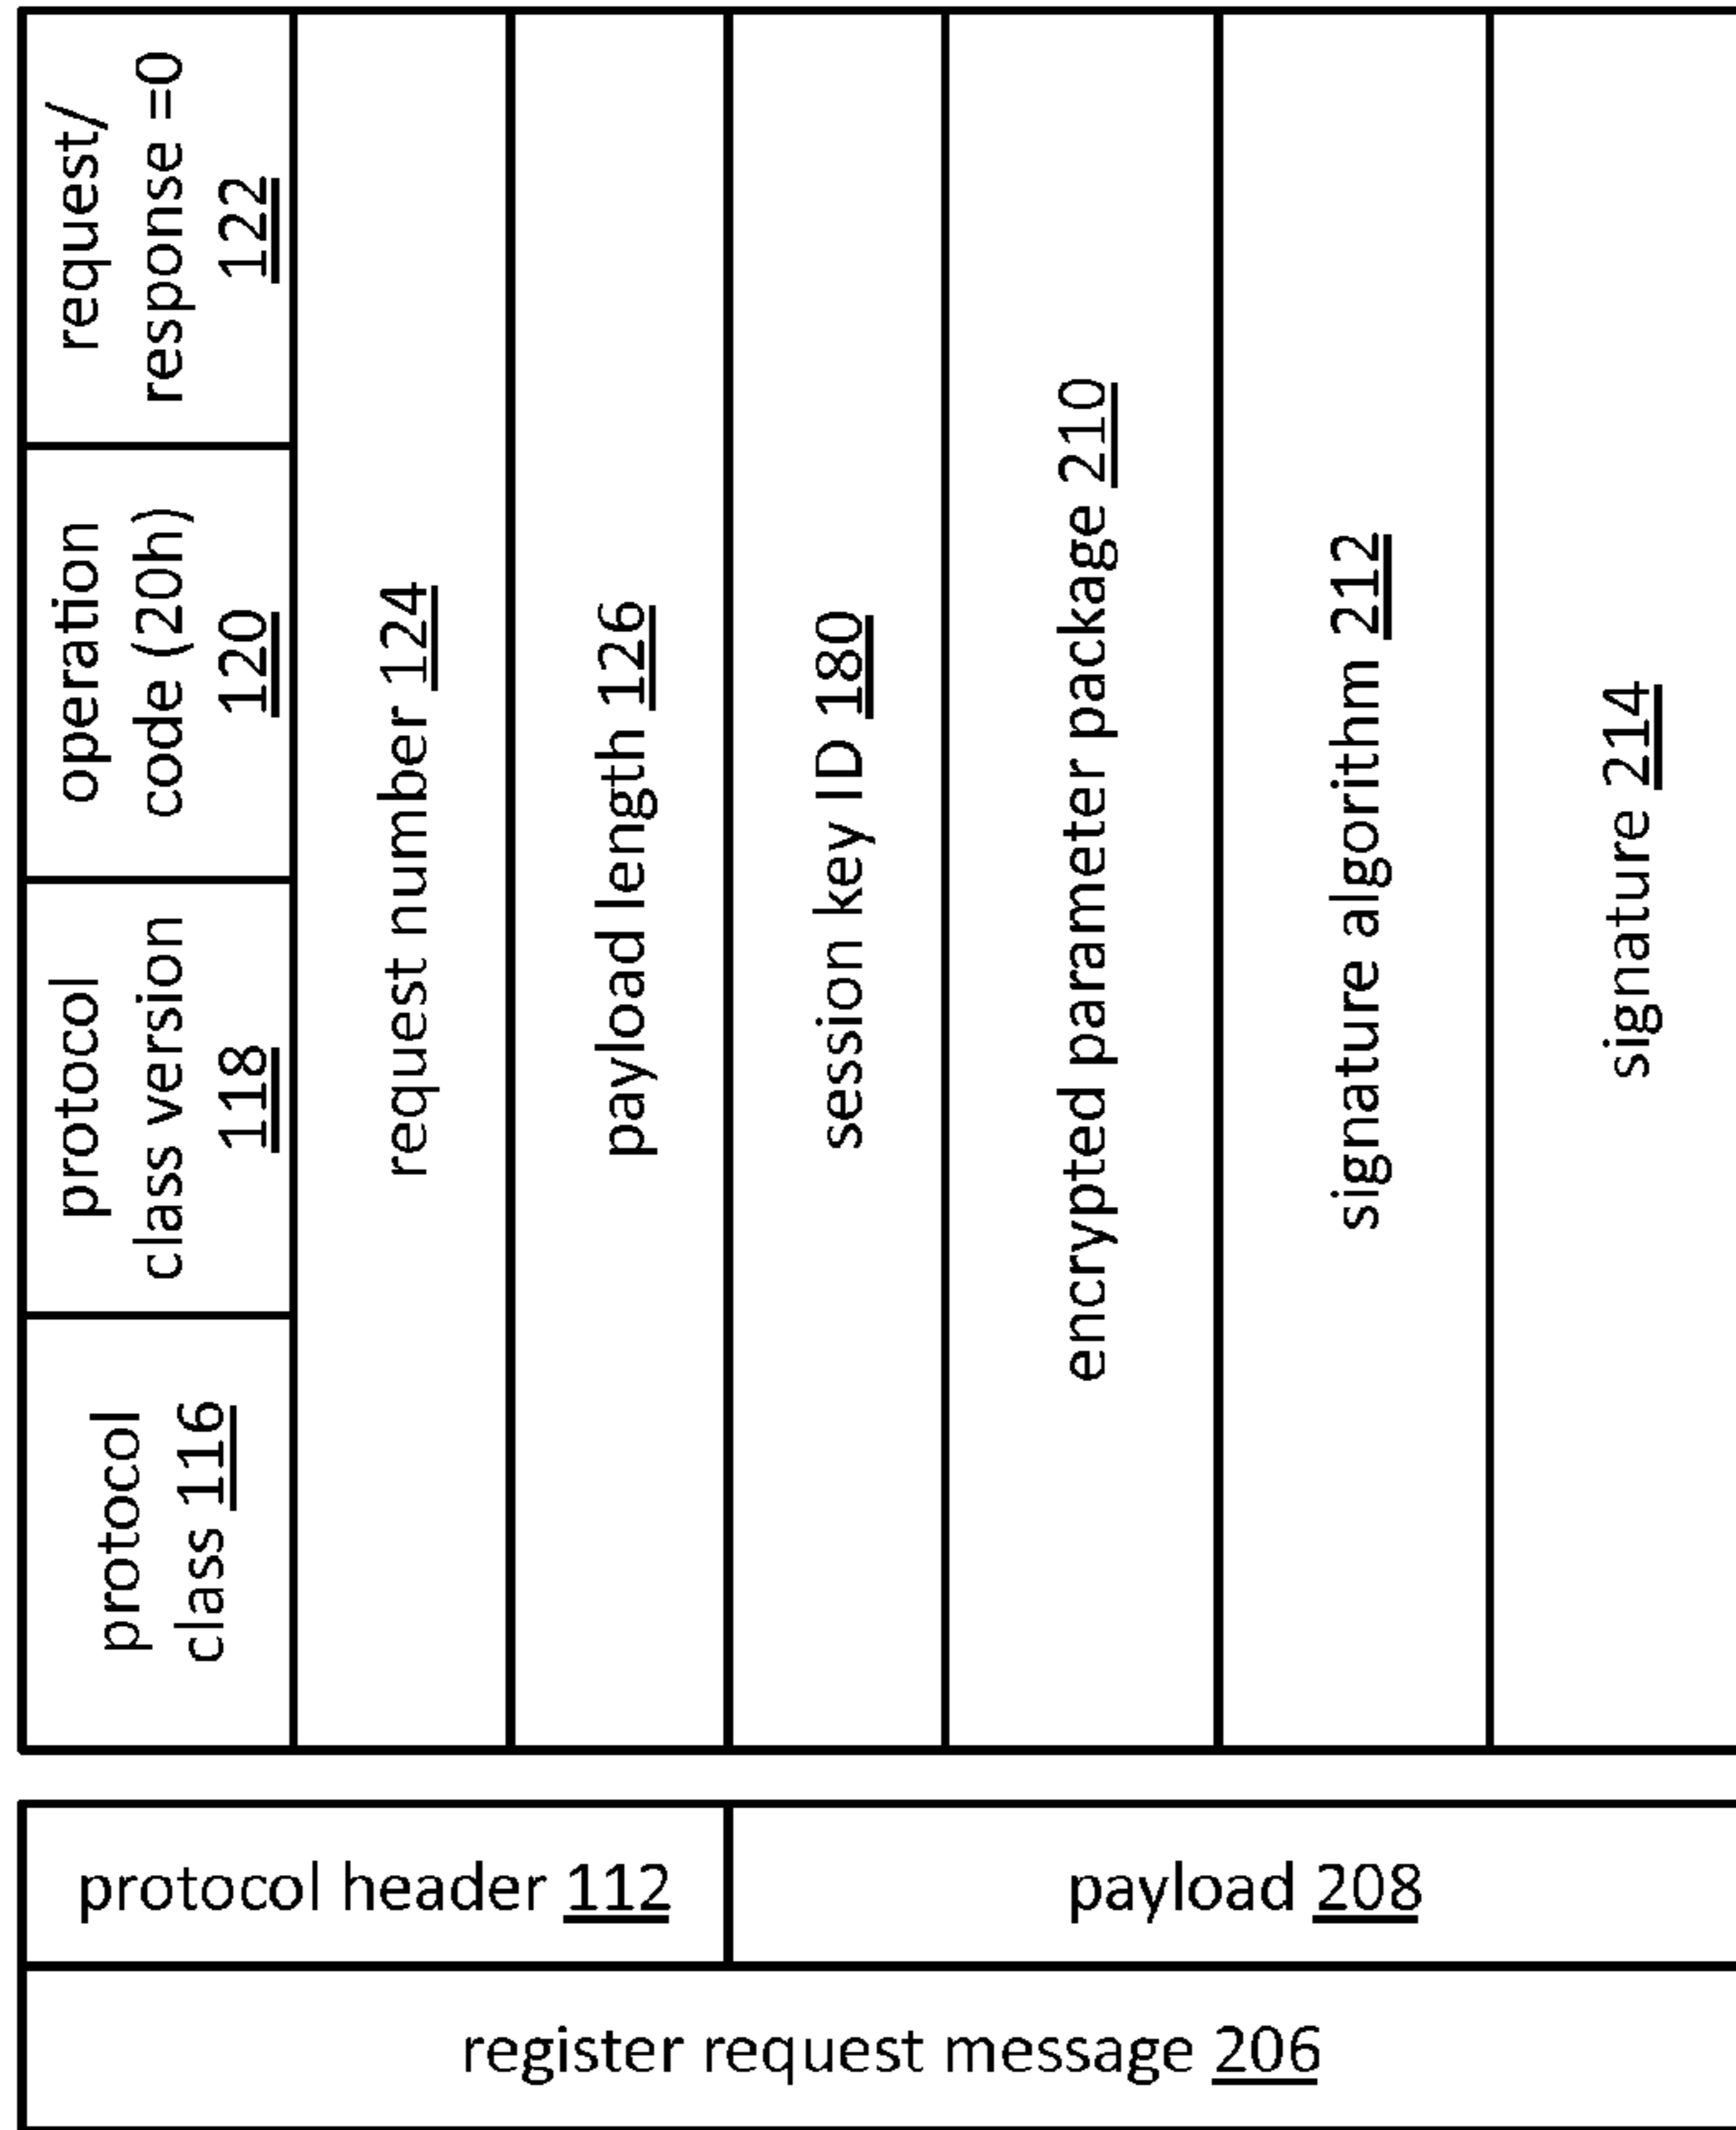 protocol
class 116
protocol
class version
118
operation
code (20h)
120
request/
response =0
122
request number 124
payload length 126
session key ID 180
encrypted parameter package 210
signature algorithm 212
signature 214
protocol header 112
payload 208
register request message 206